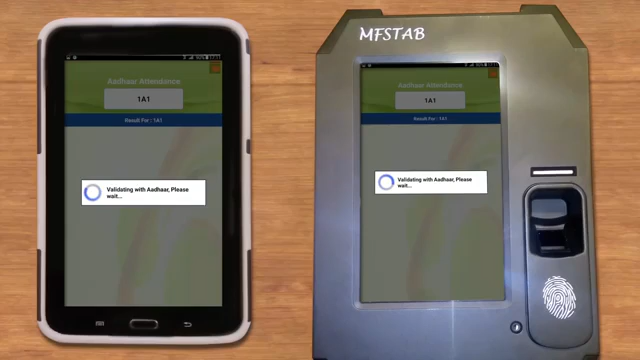 Aadhaar Attendance
1A1
Result For : 1A1
Validating with Aadhaar, Please
wait...
MFSTAB
Aadhaar Attendance
1A1
Result For : 1A1
Validating with Aadhaar, Please
wait...